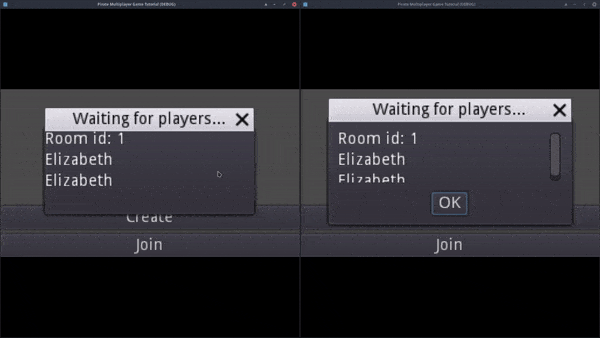 Pirate Multiplayer Game Tutorial (DEBUG)
Waiting for players...
Room id: 1
Elizabeth
Elizabeth
Create
Join
Pirate Multiplayer Game Tutorial (DEBUG)
Waiting for players...
Room id: 1
Elizabeth
Elizabeth
OK
Join